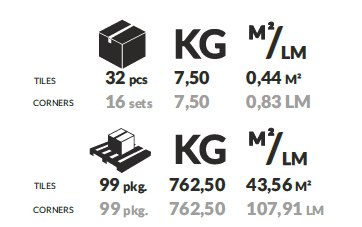 KG M²/LM
TILES 32 pcs 7,50 0,44 M²
CORNERS 16 sets 7,50 0,83 LM
KG M²/LM
TILES 99 pkg. 762,50 43,56 M²
CORNERS 99 pkg. 762,50 107,91 LM